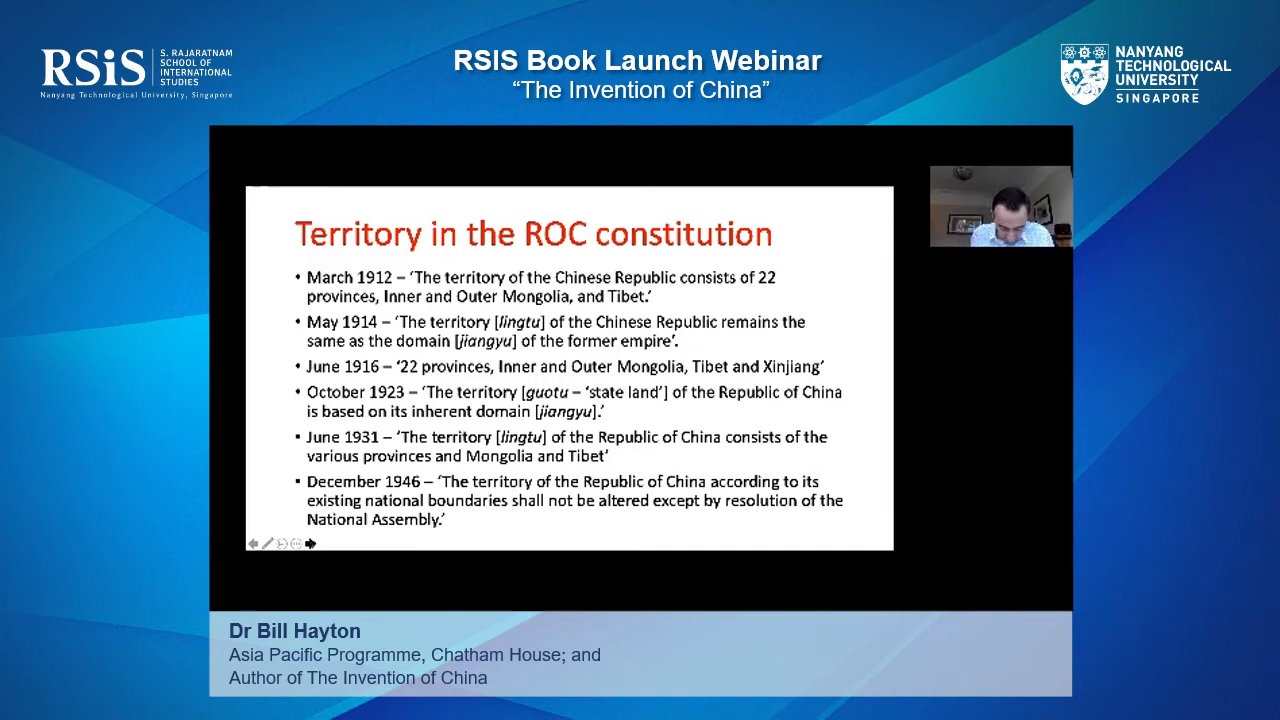 RSiS
S. RAJARATNAM
SCHOOL OF
INTERNATIONAL
STUDIES
Nanyang Technological University, Singapore
RSIS Book Launch Webinar
“The Invention of China”
NANYANG
TECHNOLOGICAL
UNIVERSITY
SINGAPORE
Territory in the ROC constitution
• March 1912 – ‘The territory of the Chinese Republic consists of 22
provinces, Inner and Outer Mongolia, and Tibet.’
• May 1914 – ‘The territory [lingtu] of the Chinese Republic remains the
same as the domain [jiangyu] of the former empire’.
• June 1916 – ‘22 provinces, Inner and Outer Mongolia, Tibet and Xinjiang’
• October 1923 – ‘The territory [guotu – ‘state land’] of the Republic of China
is based on its inherent domain [jiangyu].’
• June 1931 – ‘The territory [lingtu] of the Republic of China consists of the
various provinces and Mongolia and Tibet’
• December 1946 – ‘The territory of the Republic of China according to its
existing national boundaries shall not be altered except by resolution of the
National Assembly.’
Dr Bill Hayton
Asia Pacific Programme, Chatham House; and
Author of The Invention of China